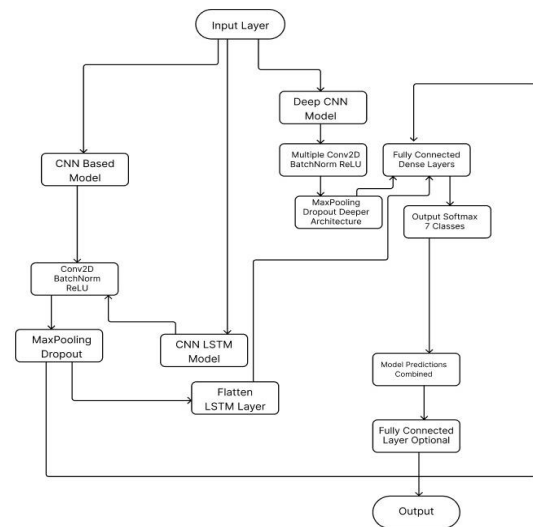 Input Layer
Deep CNN
Model
CNN Based
Model
Multiple Conv2D
BatchNorm ReLU
Fully Connected
Dense Layers
MaxPooling
Dropout Deeper
Architecture
Output Softmax
7 Classes
Conv2D
BatchNorm
ReLU
MaxPooling
Dropout
CNN LSTM
Model
Flatten
LSTM Layer
Model Predictions
Combined
Fully Connected
Layer Optional
Output